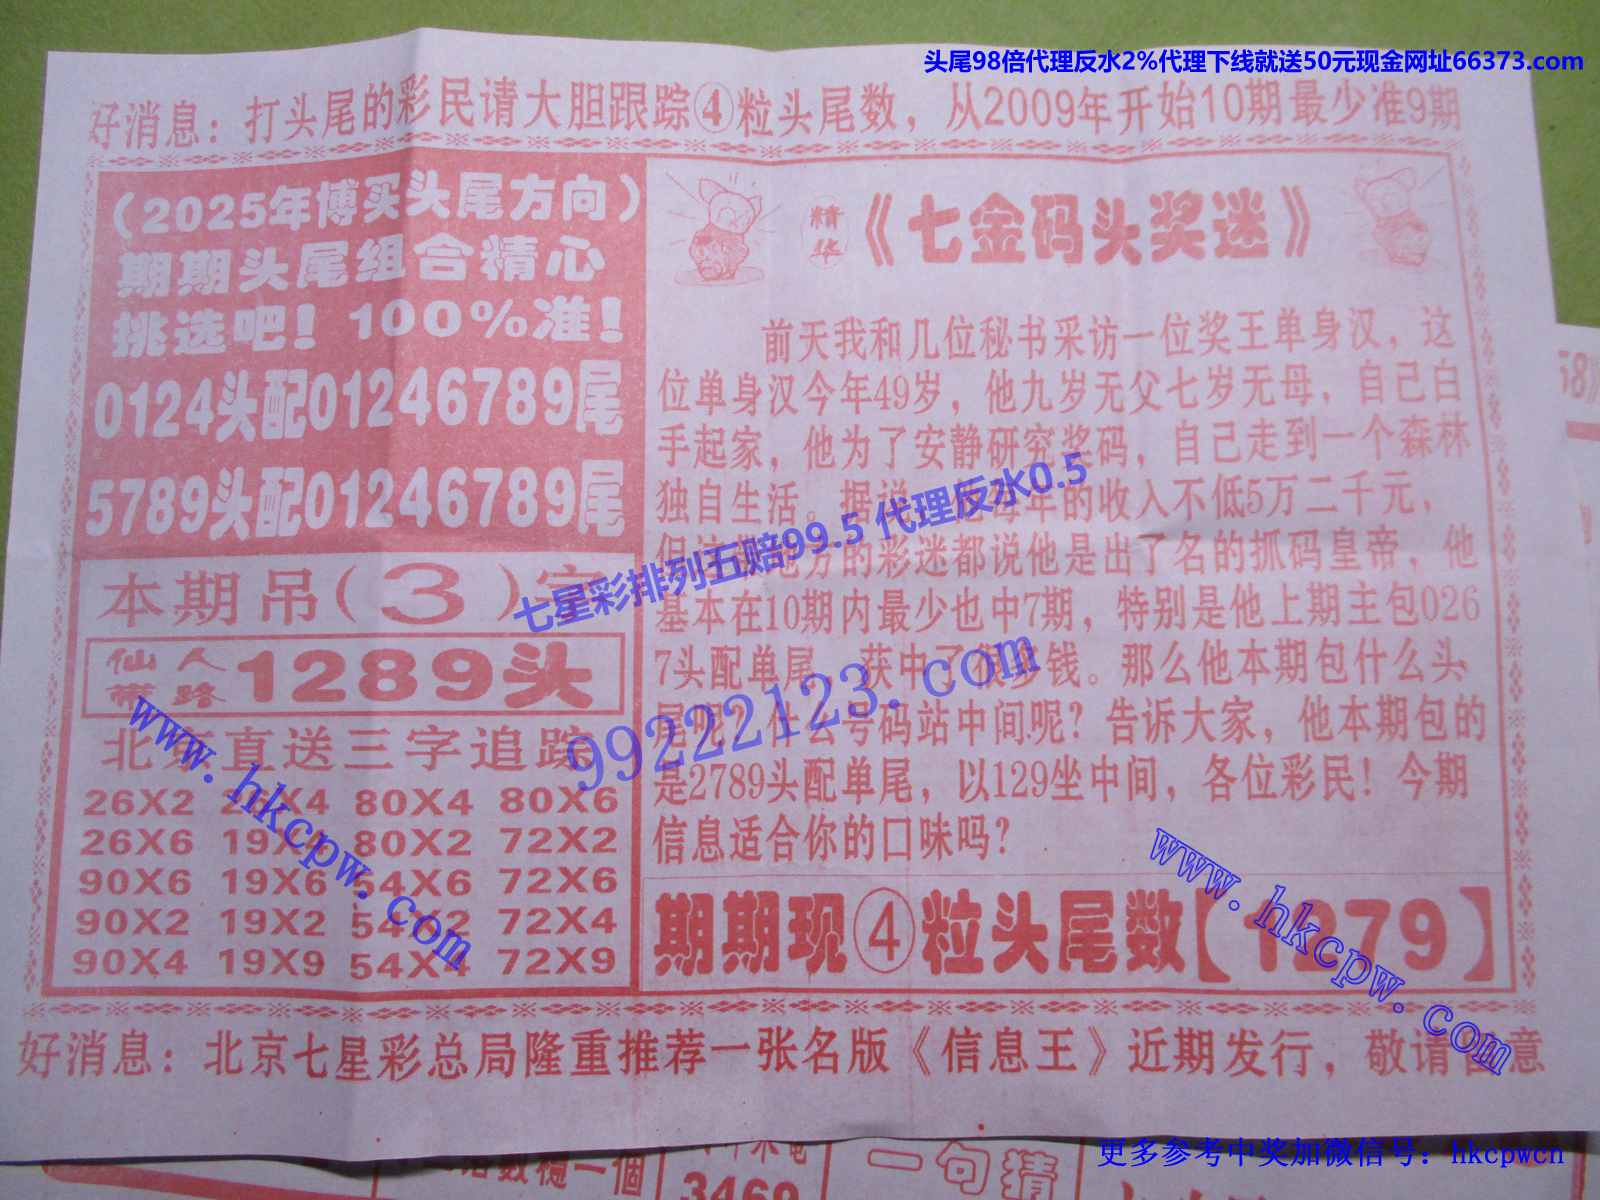 头尾98倍代理反水2%代理下线就送50元现金网址66373.com
好消息：打头尾的彩民请大胆跟踪④粒头尾数，从2009年开始10期最少准9期
（2025年博买头尾方向）
期期头尾组合精心
挑选吧！100%准！
0124头配01246789尾
5789头配01246789尾
本期吊（3）字
仙人
带路
1289头
北京直送三字追踪
26X2 26X4 80X4 80X6
26X6 19X4 80X2 72X2
90X6 19X6 54X6 72X6
90X2 19X2 54X2 72X4
90X4 19X9 54X4 72X9
精华
《七金码头奖迷》
前天我和几位秘书采访一位奖王单身汉，这
位单身汉今年49岁，他九岁无父七岁无母，自己白
手起家，他为了安静研究奖码，自己走到一个森林
独自生活。据说，他每年的收入不低5万二千元，
但这地方的彩迷都说他是出了名的抓码皇帝，他
基本在10期内最少也中7期，特别是他上期主包026
7头配单尾，获中了很多钱。那么他本期包什么头
尾呢？什么号码站中间呢？告诉大家，他本期包的
是2789头配单尾，以129坐中间，各位彩民！今期
信息适合你的口味吗？
期期现④粒头尾数【1279】
好消息：北京七星彩总局隆重推荐一张名版《信息王》近期发行，敬请留意
七星彩排列五赔99.5 代理反水0.5
99222123.com
www.hkcpw.com
www.hkcpw.com
58》
更多参考中奖加微信号：hkcpwcn
一句猜
3469